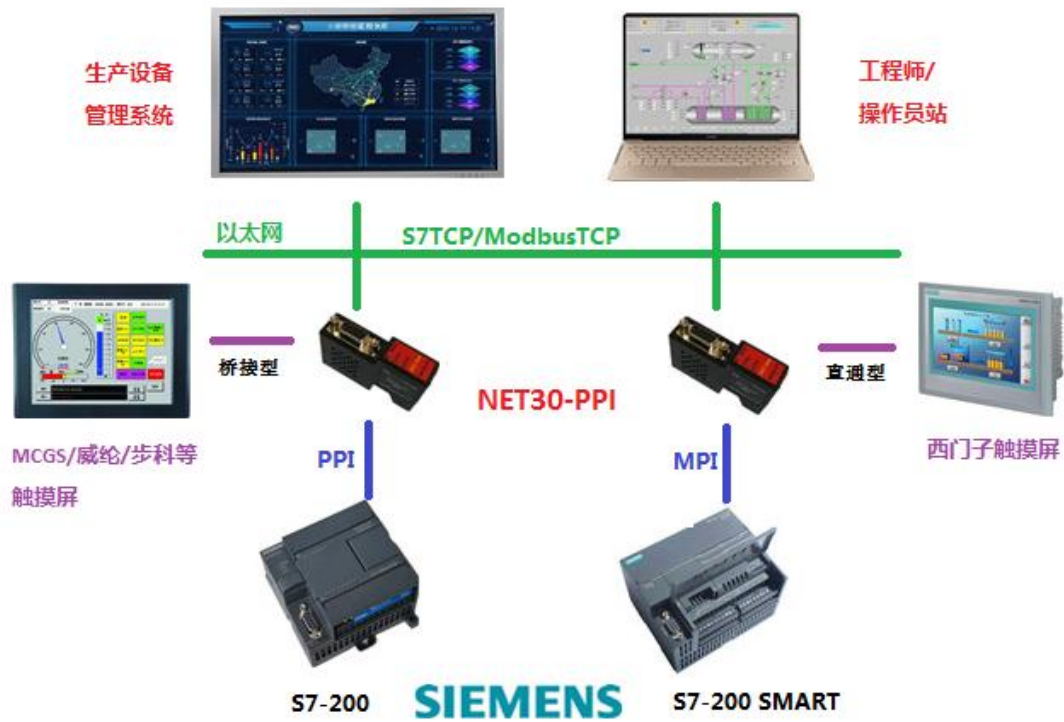 生产设备
管理系统
工程师/
操作员站
以太网
S7TCP/ModbusTCP
桥接型
直通型
NET30-PPI
MCGS/威纶/步科等
触摸屏
西门子触摸屏
PPI
MPI
S7-200
SIEMENS
S7-200 SMART